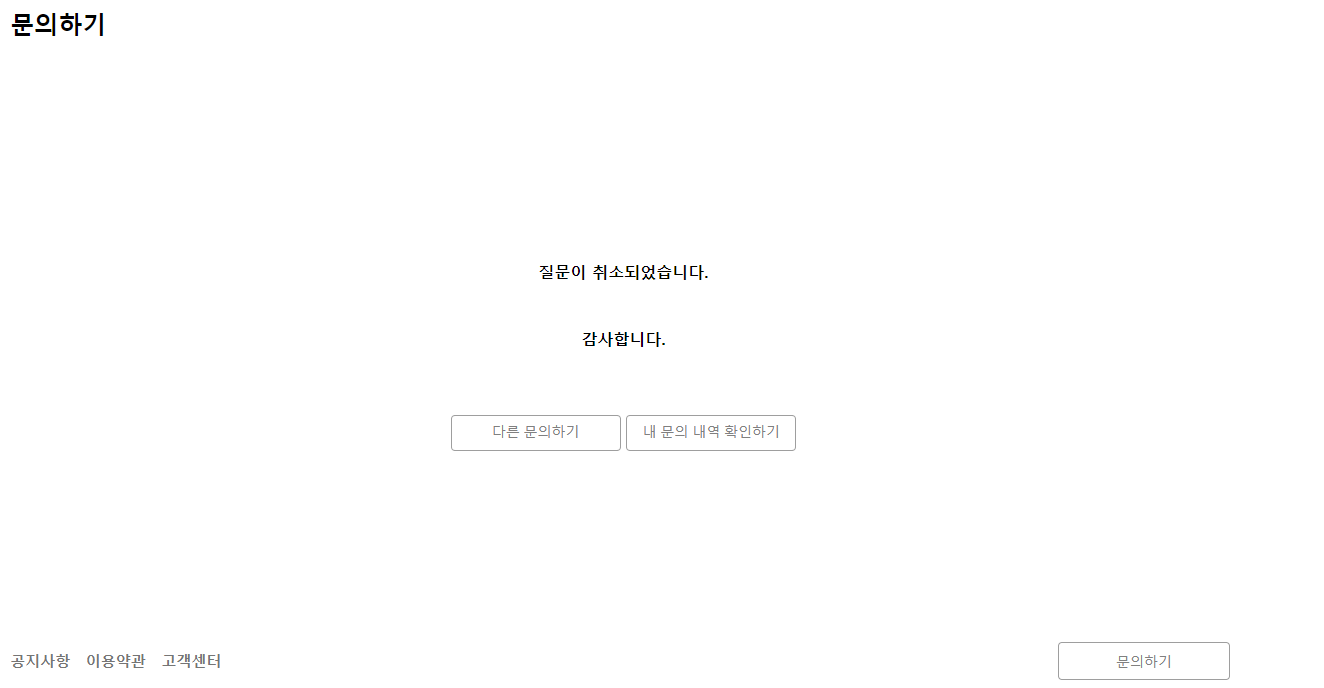 문의하기
질문이 취소되었습니다.
감사합니다.
다른 문의하기 내 문의 내역 확인하기
공지사항 이용약관 고객센터 문의하기